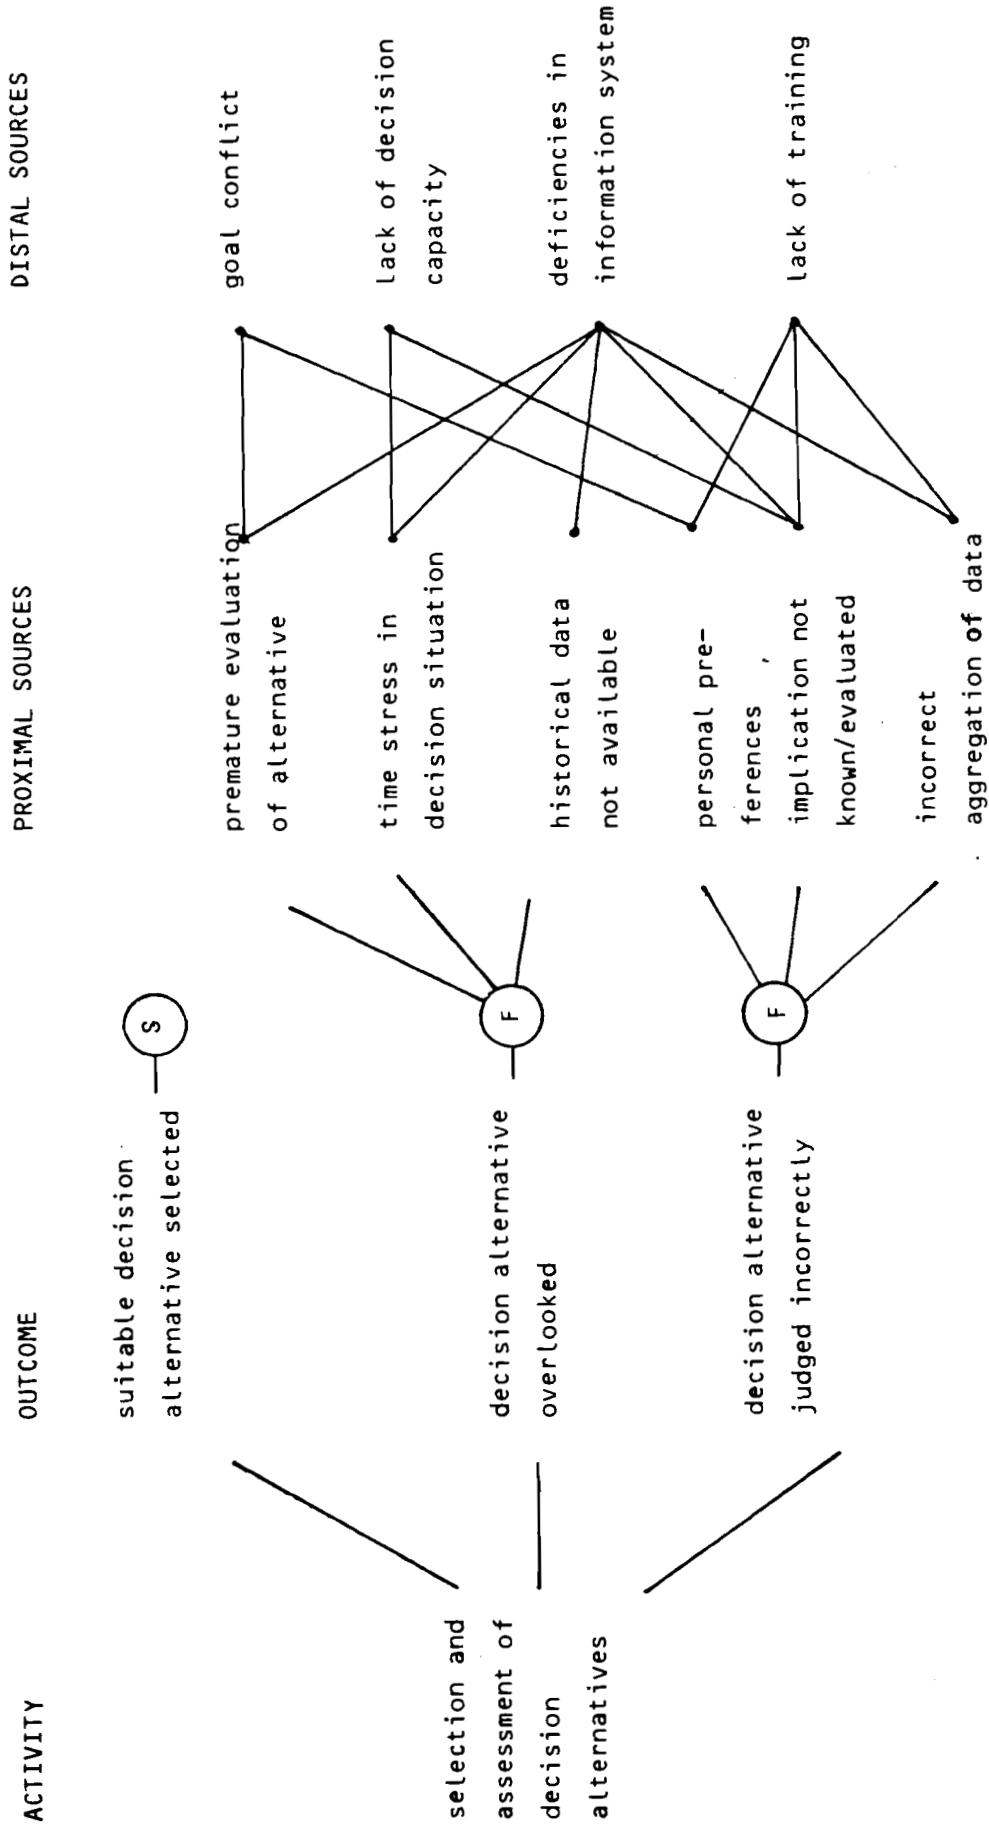 ACTIVITY
OUTCOME
PROXIMAL SOURCES
DISTAL SOURCES
selection and
assessment of
decision
alternatives
suitable decision
alternative selected
S
decision alternative
overlooked
F
decision alternative
judged incorrectly
F
premature evaluation
of alternative
time stress in
decision situation
historical data
not available
personal pre-
ferences
implication not
known/evaluated
incorrect
aggregation of data
goal conflict
lack of decision
capacity
deficiencies in
information system
lack of training